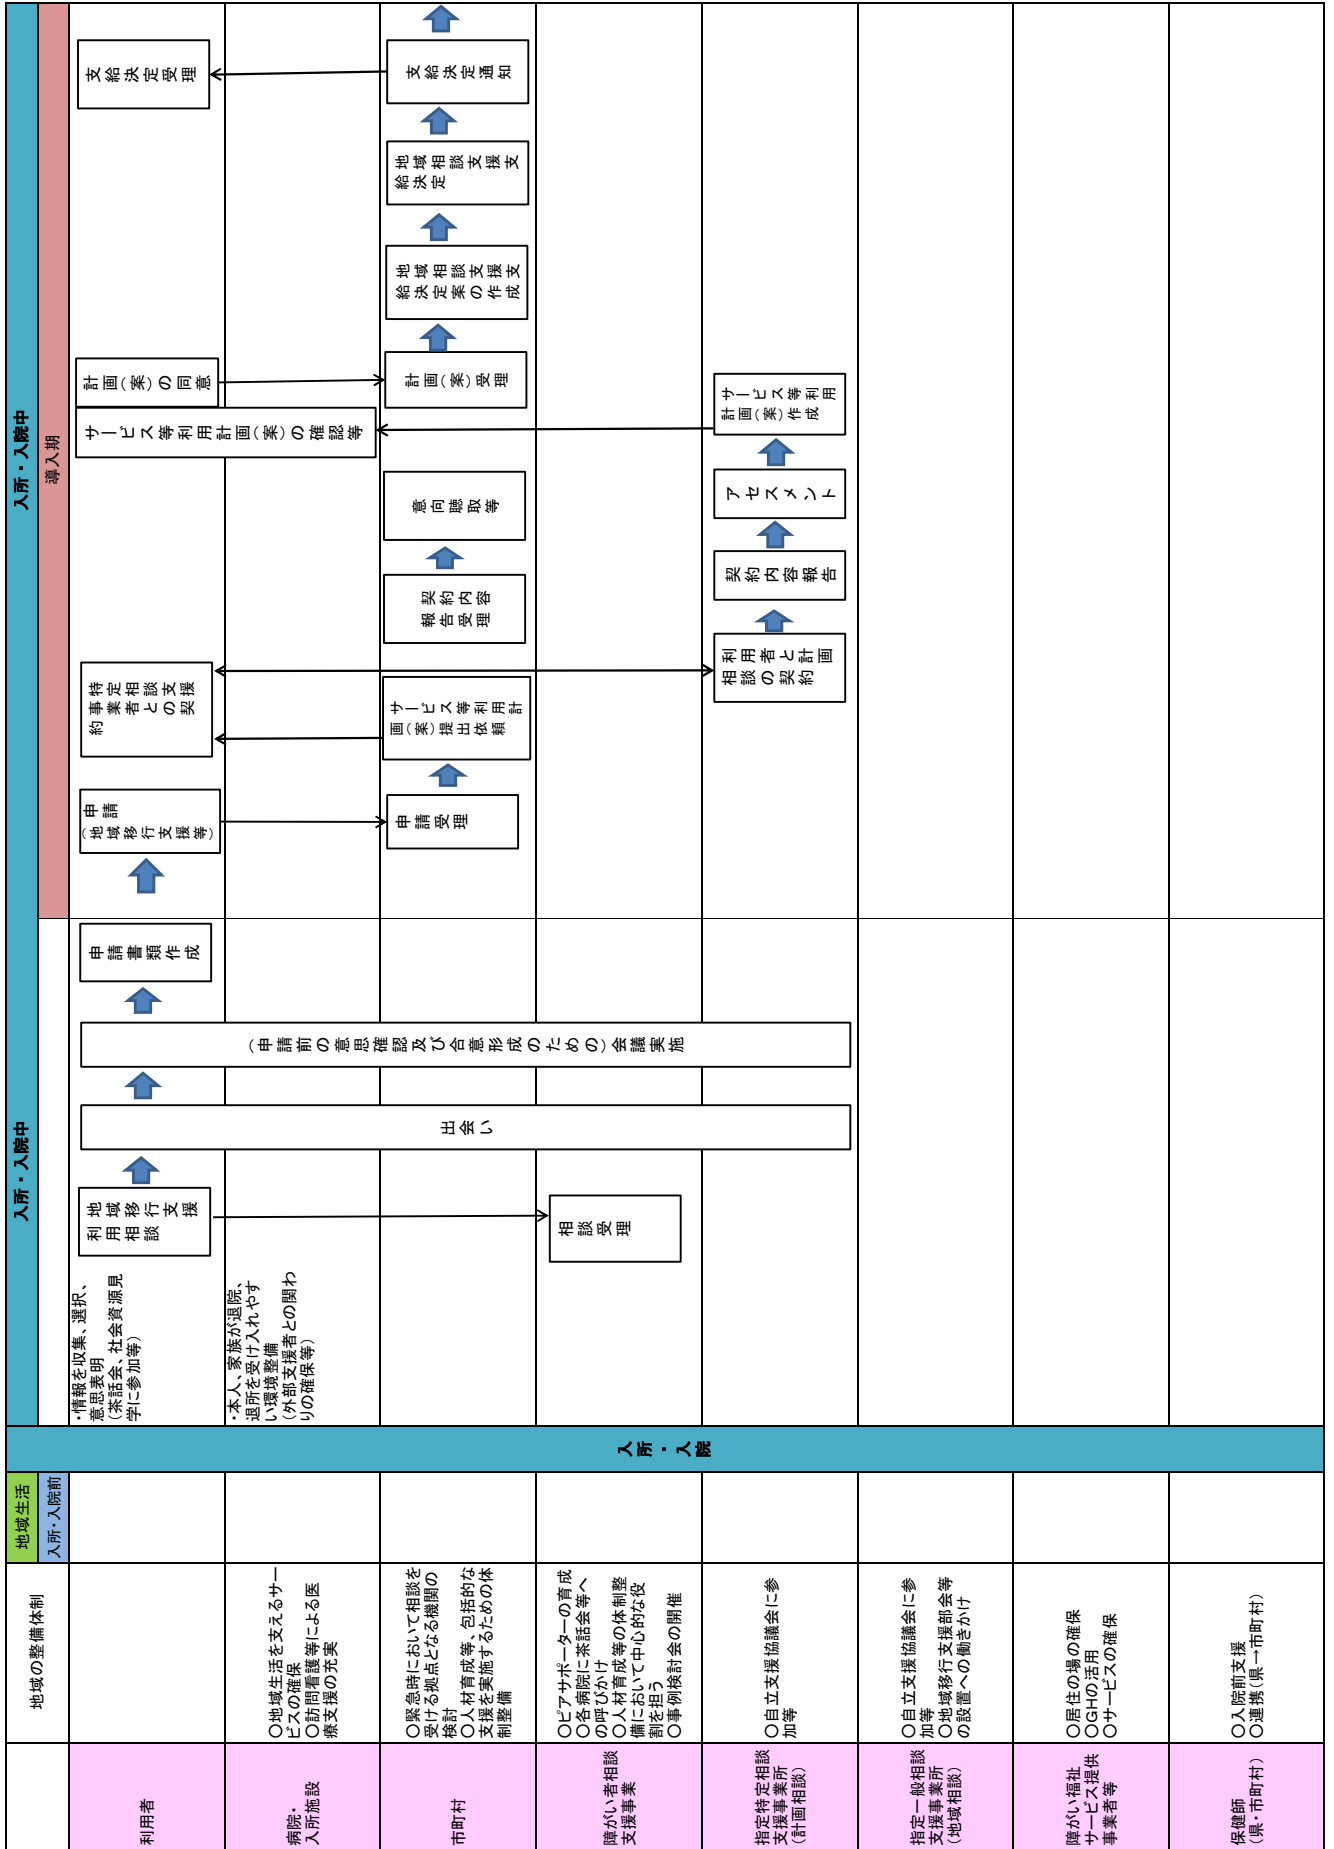 地域の整備体制
地域生活
入所・入院前
入所・入院
入所・入院中
入所・入院中
導入期
利用者
・情報を収集、選択、
意思表明
（茶話会、社会資源見
学に参加等）
地域移行支援
利用相談
出会い
（申請前の意思確認及び合意形成のための）会議実施
申請書類作成
申請
（地域移行支援等）
特定相談支援
事業者との契
約
サービス等利用計画（案）の確認等
計画（案）の同意
支給決定受理
病院・
入所施設
○地域生活を支えるサー
ビスの確保
○訪問看護等による医
療支援の充実
・本人、家族が退院、
退所を受け入れやす
い環境整備
（外部支援者との関わ
りの確保等）
市町村
○緊急時において相談を
受ける拠点となる機関の
検討
○人材育成等、包括的な
支援を実施するための体
制整備
申請受理
サービス等利用計
画（案）提出依頼
契約内容
報告受理
意向聴取等
計画（案）受理
地域相談支援支
給決定案の作成
地域相談支援支
給決定
支給決定通知
障がい者相談
支援事業
○ピアサポーターの育成
○各病院に茶話会等へ
の呼びかけ
○人材育成等の体制整
備において中心的な役
割を担う
○事例検討会の開催
相談受理
指定特定相談
支援事業所
（計画相談）
○自立支援協議会に参
加等
利用者と計画
相談の契約
契約内容報告
アセスメント
サービス等利用
計画（案）作成
指定一般相談
支援事業所
（地域相談）
○自立支援協議会に参
加等
○地域移行支援部会等
の設置への働きかけ
障がい福祉
サービス提供
事業者等
○居住の場の確保
○GHの活用
○サービスの確保
保健師
（県・市町村）
○入院前支援
○連携（県→市町村）